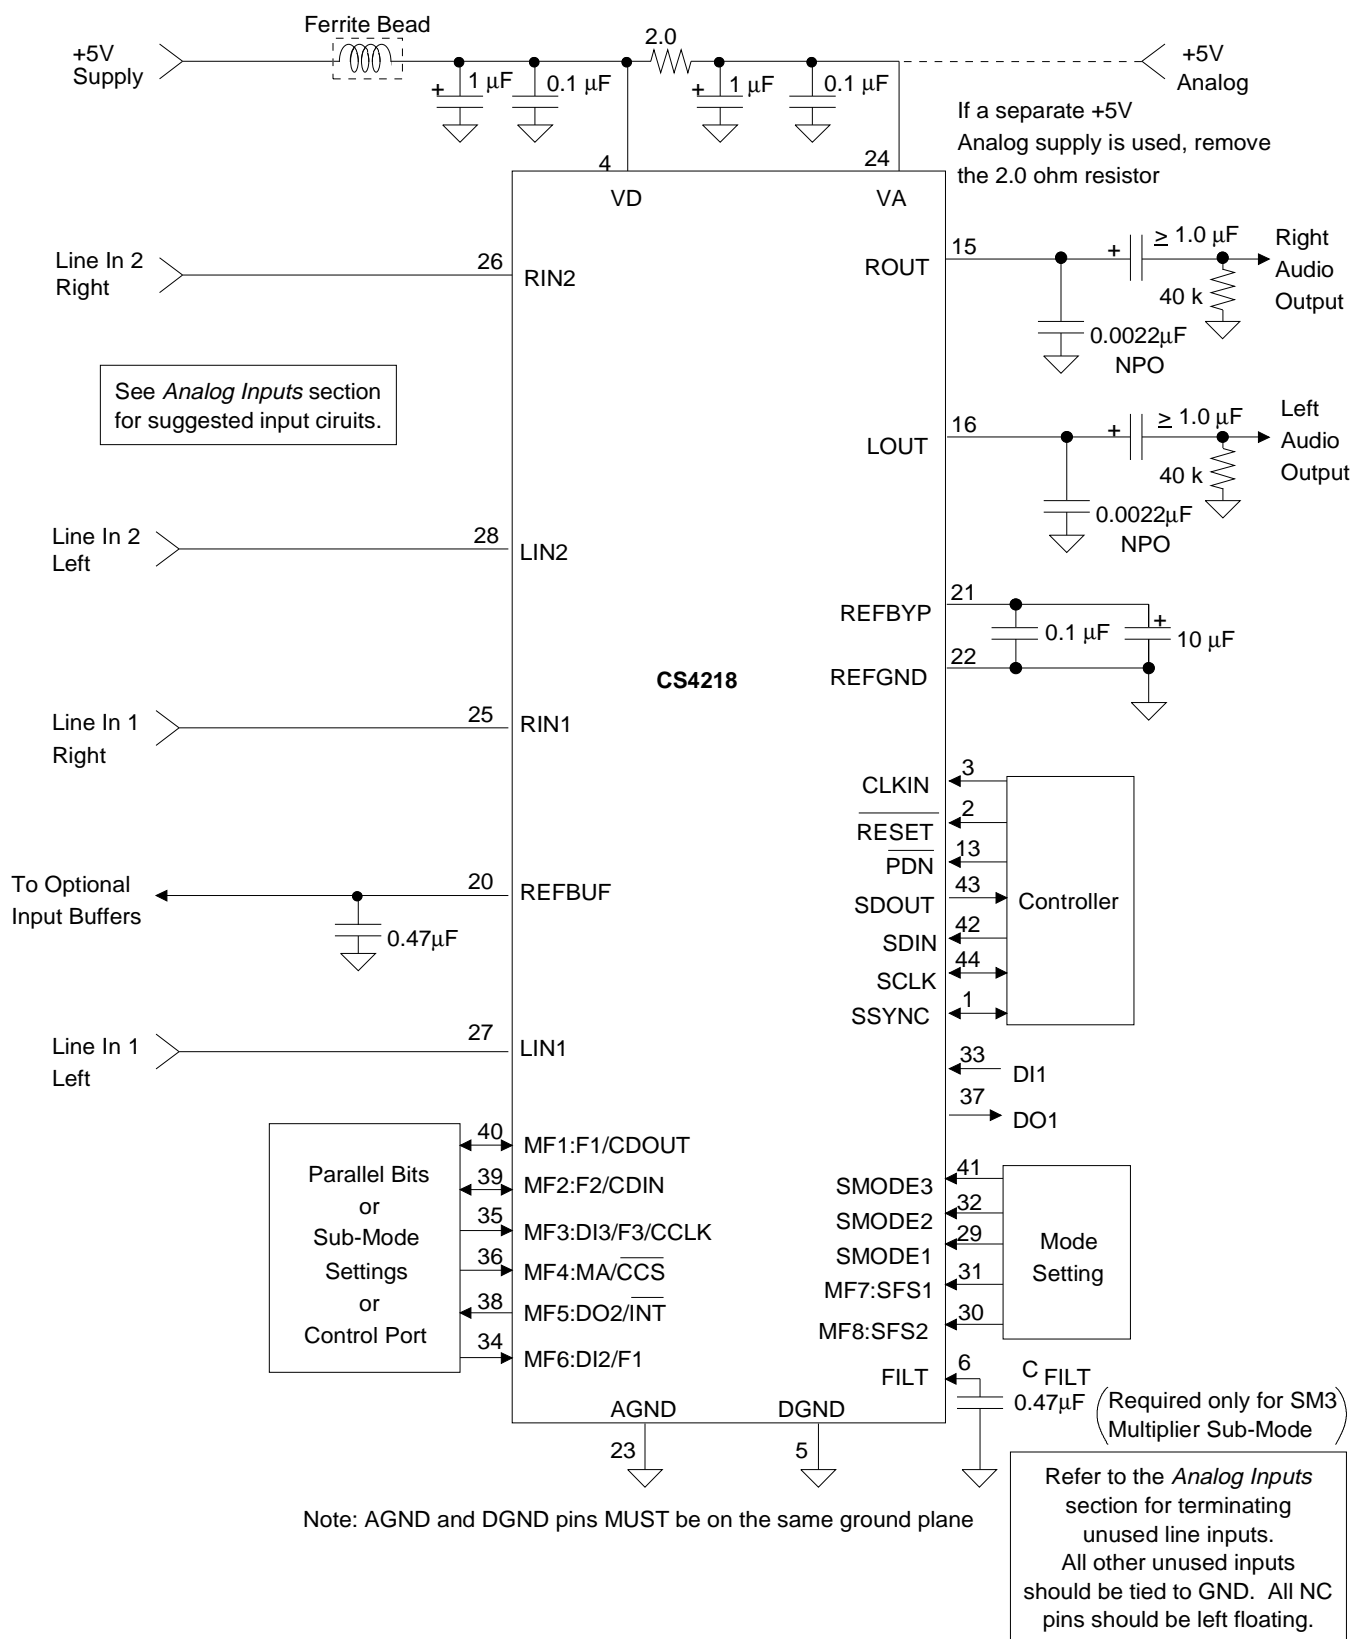 Ferrite Bead
+5V
Supply
2.0
+5V
Analog
+
1 μF
0.1 μF
+
1 μF
0.1 μF
If a separate +5V
Analog supply is used, remove
the 2.0 ohm resistor
4
24
VD
VA
Line In 2
Right
26
RIN2
ROUT
15
+
≥ 1.0 μF
Right
Audio
Output
40 k
0.0022μF
NPO
See Analog Inputs section
for suggested input ciruits.
LOUT
16
+
≥ 1.0 μF
Left
Audio
Output
40 k
0.0022μF
NPO
Line In 2
Left
28
LIN2
REFBYP
21
0.1 μF
+
10 μF
REFGND
22
CS4218
Line In 1
Right
25
RIN1
CLKIN
3
RESET
2
PDN
13
SDOUT
43
SDIN
42
SCLK
44
SSYNC
1
Controller
To Optional
Input Buffers
20
REFBUF
0.47μF
Line In 1
Left
27
LIN1
33
DI1
37
DO1
Parallel Bits
or
Sub-Mode
Settings
or
Control Port
40
MF1:F1/CDOUT
39
MF2:F2/CDIN
35
MF3:DI3/F3/CCLK
36
MF4:MA/CCS
38
MF5:DO2/INT
34
MF6:DI2/F1
SMODE3
41
SMODE2
32
SMODE1
29
MF7:SFS1
31
MF8:SFS2
30
Mode
Setting
FILT
6
C FILT
0.47μF
(Required only for SM3
Multiplier Sub-Mode)
AGND
DGND
23
5
Note: AGND and DGND pins MUST be on the same ground plane
Refer to the Analog Inputs
section for terminating
unused line inputs.
All other unused inputs
should be tied to GND. All NC
pins should be left floating.